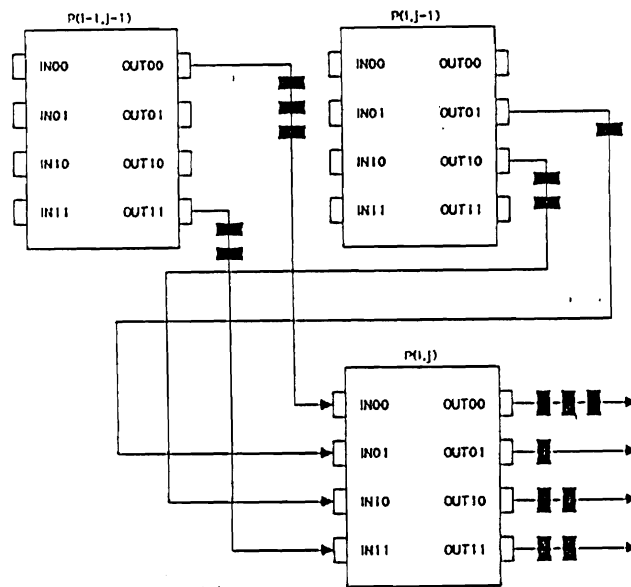 P(i-1,j-1)
P(i,j-1)
IN00 OUT00
IN01 OUT01
IN10 OUT10
IN11 OUT11
IN00 OUT00
IN01 OUT01
IN10 OUT10
IN11 OUT11
P(i,j)
IN00 OUT00
IN01 OUT01
IN10 OUT10
IN11 OUT11